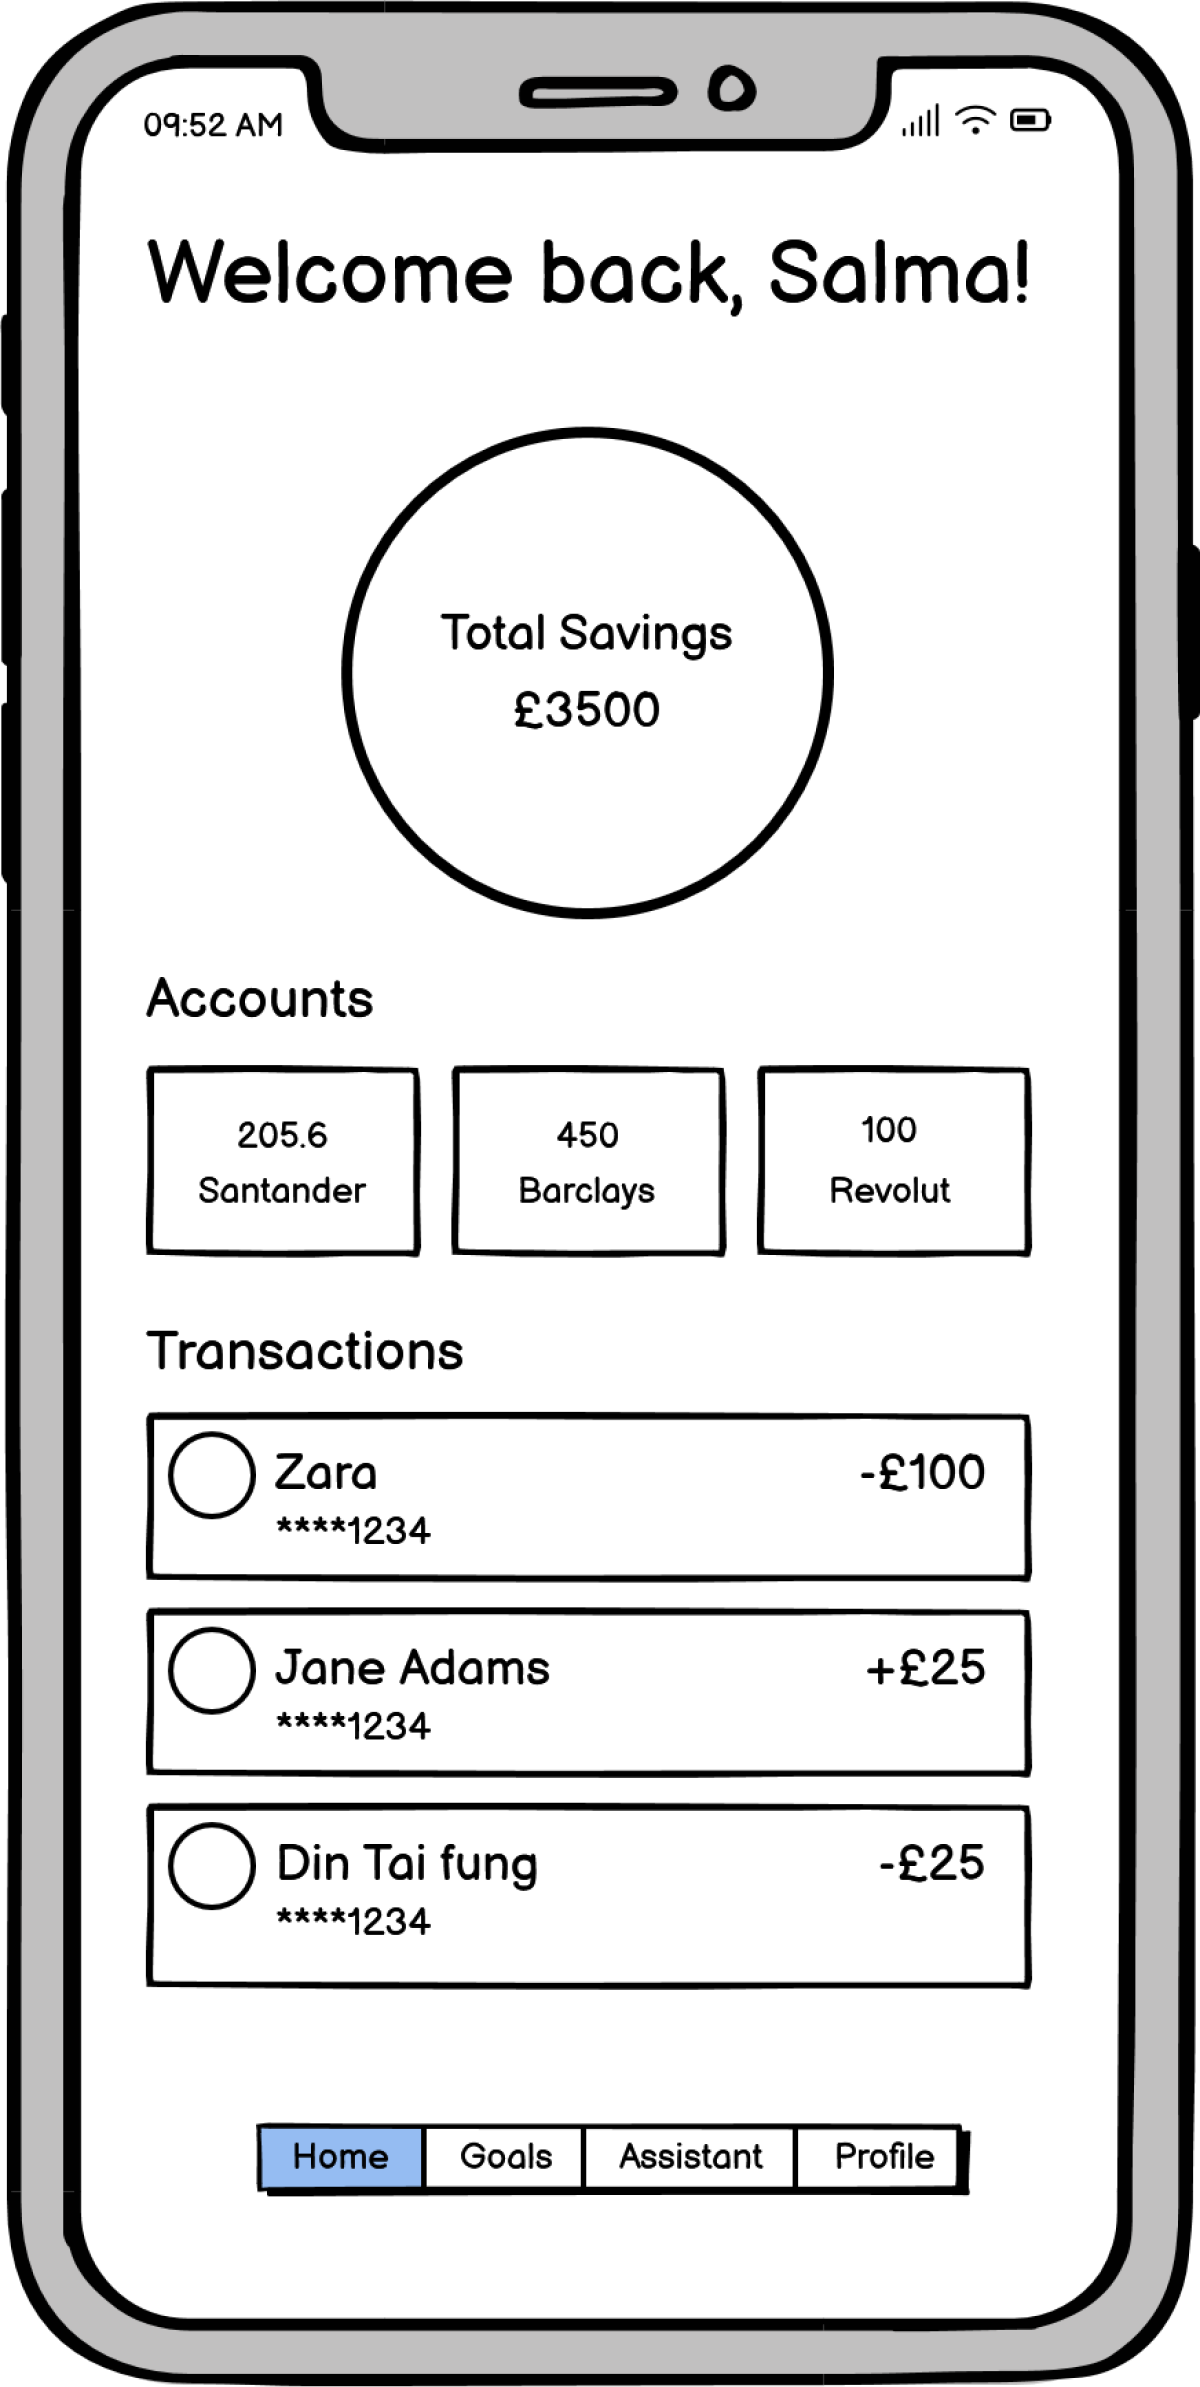 09:52 AM
Welcome back, Salma!
Total Savings
£3500
Accounts
205.6
Santander
450
Barclays
100
Revolut
Transactions
Zara -£100
****1234
Jane Adams +£25
****1234
Din Tai fung -£25
****1234
Home Goals Assistant Profile